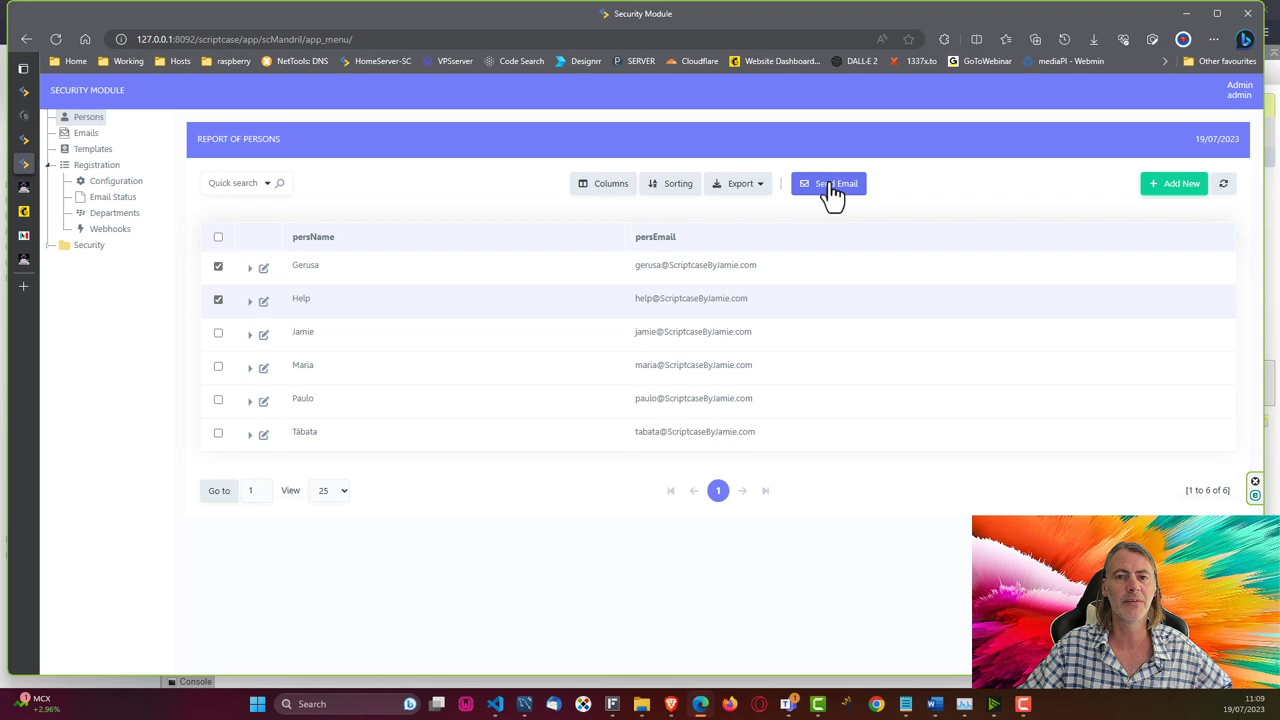 Security Module
127.0.0.1:8092/scriptcase/app/scMandril/app_menu/
Home
Working
Hosts
raspberry
NetTools: DNS
HomeServer-SC
VPSserver
Code Search
Designrr
SERVER
Cloudflare
Website Dashboard...
DALL·E 2
1337x.to
GoToWebinar
mediaPI - Webmin
Other favourites
SECURITY MODULE
Admin
admin
Persons
Emails
Templates
Registration
Configuration
Email Status
Departments
Webhooks
Security
REPORT OF PERSONS
19/07/2023
Quick search
Columns
Sorting
Export
Send Email
Add New
persName
persEmail
Gerusa
gerusa@ScriptcaseByJamie.com
Help
help@ScriptcaseByJamie.com
Jamie
jamie@ScriptcaseByJamie.com
Maria
maria@ScriptcaseByJamie.com
Paulo
paulo@ScriptcaseByJamie.com
Tábata
tabata@ScriptcaseByJamie.com
Go to
1
View
25
1
[1 to 6 of 6]
Console
MCX
+2.96%
Search
11:09
19/07/2023